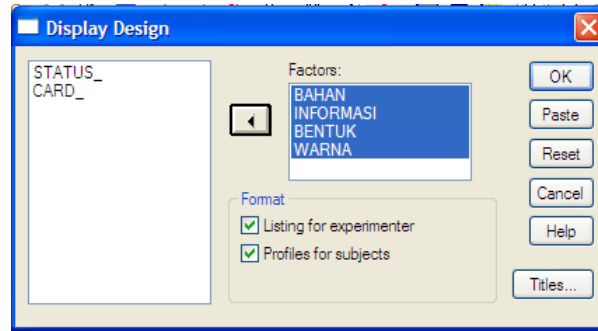 Display Design
STATUS_
CARD_
Factors:
BAHAN
INFORMASI
BENTUK
WARNA
Format
Listing for experimenter
Profiles for subjects
OK
Paste
Reset
Cancel
Help
Titles...